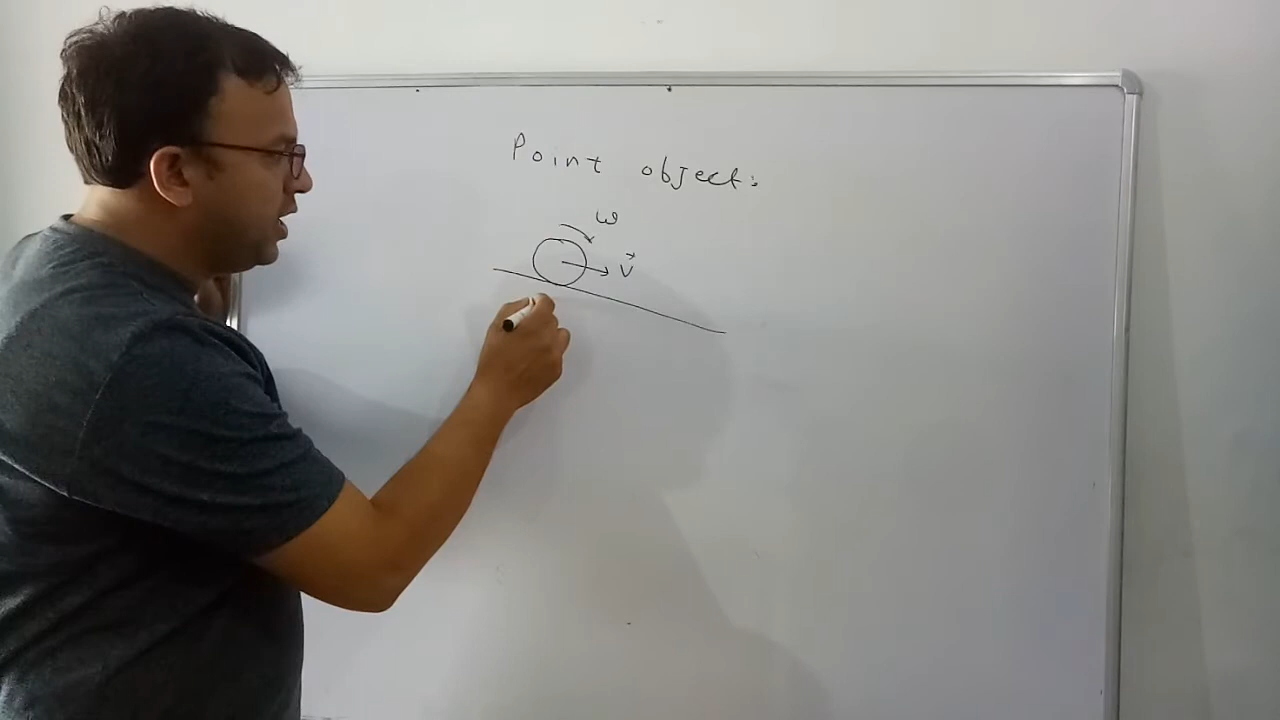 Point object:
ω
v⃗